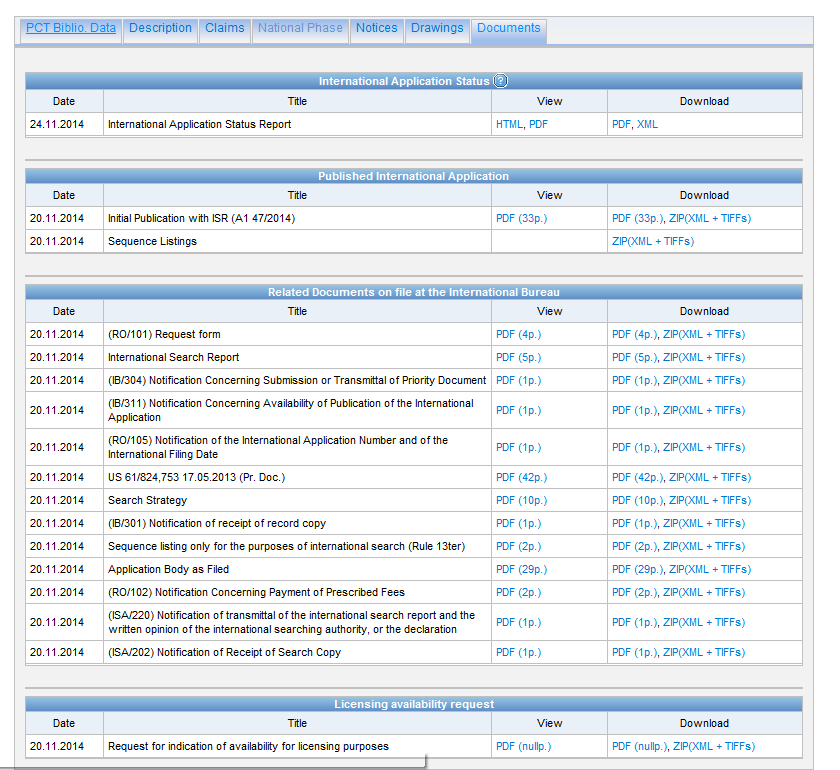 PCT Biblio. Data Description Claims National Phase Notices Drawings Documents
International Application Status ?
Date Title View Download
24.11.2014 International Application Status Report HTML, PDF PDF, XML
Published International Application
Date Title View Download
20.11.2014 Initial Publication with ISR (A1 47/2014) PDF (33p.) PDF (33p.), ZIP(XML + TIFFs)
20.11.2014 Sequence Listings ZIP(XML + TIFFs)
Related Documents on file at the International Bureau
Date Title View Download
20.11.2014 (RO/101) Request form PDF (4p.) PDF (4p.), ZIP(XML + TIFFs)
20.11.2014 International Search Report PDF (5p.) PDF (5p.), ZIP(XML + TIFFs)
20.11.2014 (IB/304) Notification Concerning Submission or Transmittal of Priority Document PDF (1p.) PDF (1p.), ZIP(XML + TIFFs)
20.11.2014 (IB/311) Notification Concerning Availability of Publication of the International
Application PDF (1p.) PDF (1p.), ZIP(XML + TIFFs)
20.11.2014 (RO/105) Notification of the International Application Number and of the
International Filing Date PDF (1p.) PDF (1p.), ZIP(XML + TIFFs)
20.11.2014 US 61/824,753 17.05.2013 (Pr. Doc.) PDF (42p.) PDF (42p.), ZIP(XML + TIFFs)
20.11.2014 Search Strategy PDF (10p.) PDF (10p.), ZIP(XML + TIFFs)
20.11.2014 (IB/301) Notification of receipt of record copy PDF (1p.) PDF (1p.), ZIP(XML + TIFFs)
20.11.2014 Sequence listing only for the purposes of international search (Rule 13ter) PDF (2p.) PDF (2p.), ZIP(XML + TIFFs)
20.11.2014 Application Body as Filed PDF (29p.) PDF (29p.), ZIP(XML + TIFFs)
20.11.2014 (RO/102) Notification Concerning Payment of Prescribed Fees PDF (2p.) PDF (2p.), ZIP(XML + TIFFs)
20.11.2014 (ISA/220) Notification of transmittal of the international search report and the
written opinion of the international searching authority, or the declaration PDF (1p.) PDF (1p.), ZIP(XML + TIFFs)
20.11.2014 (ISA/202) Notification of Receipt of Search Copy PDF (1p.) PDF (1p.), ZIP(XML + TIFFs)
Licensing availability request
Date Title View Download
20.11.2014 Request for indication of availability for licensing purposes PDF (nullp.) PDF (nullp.), ZIP(XML + TIFFs)